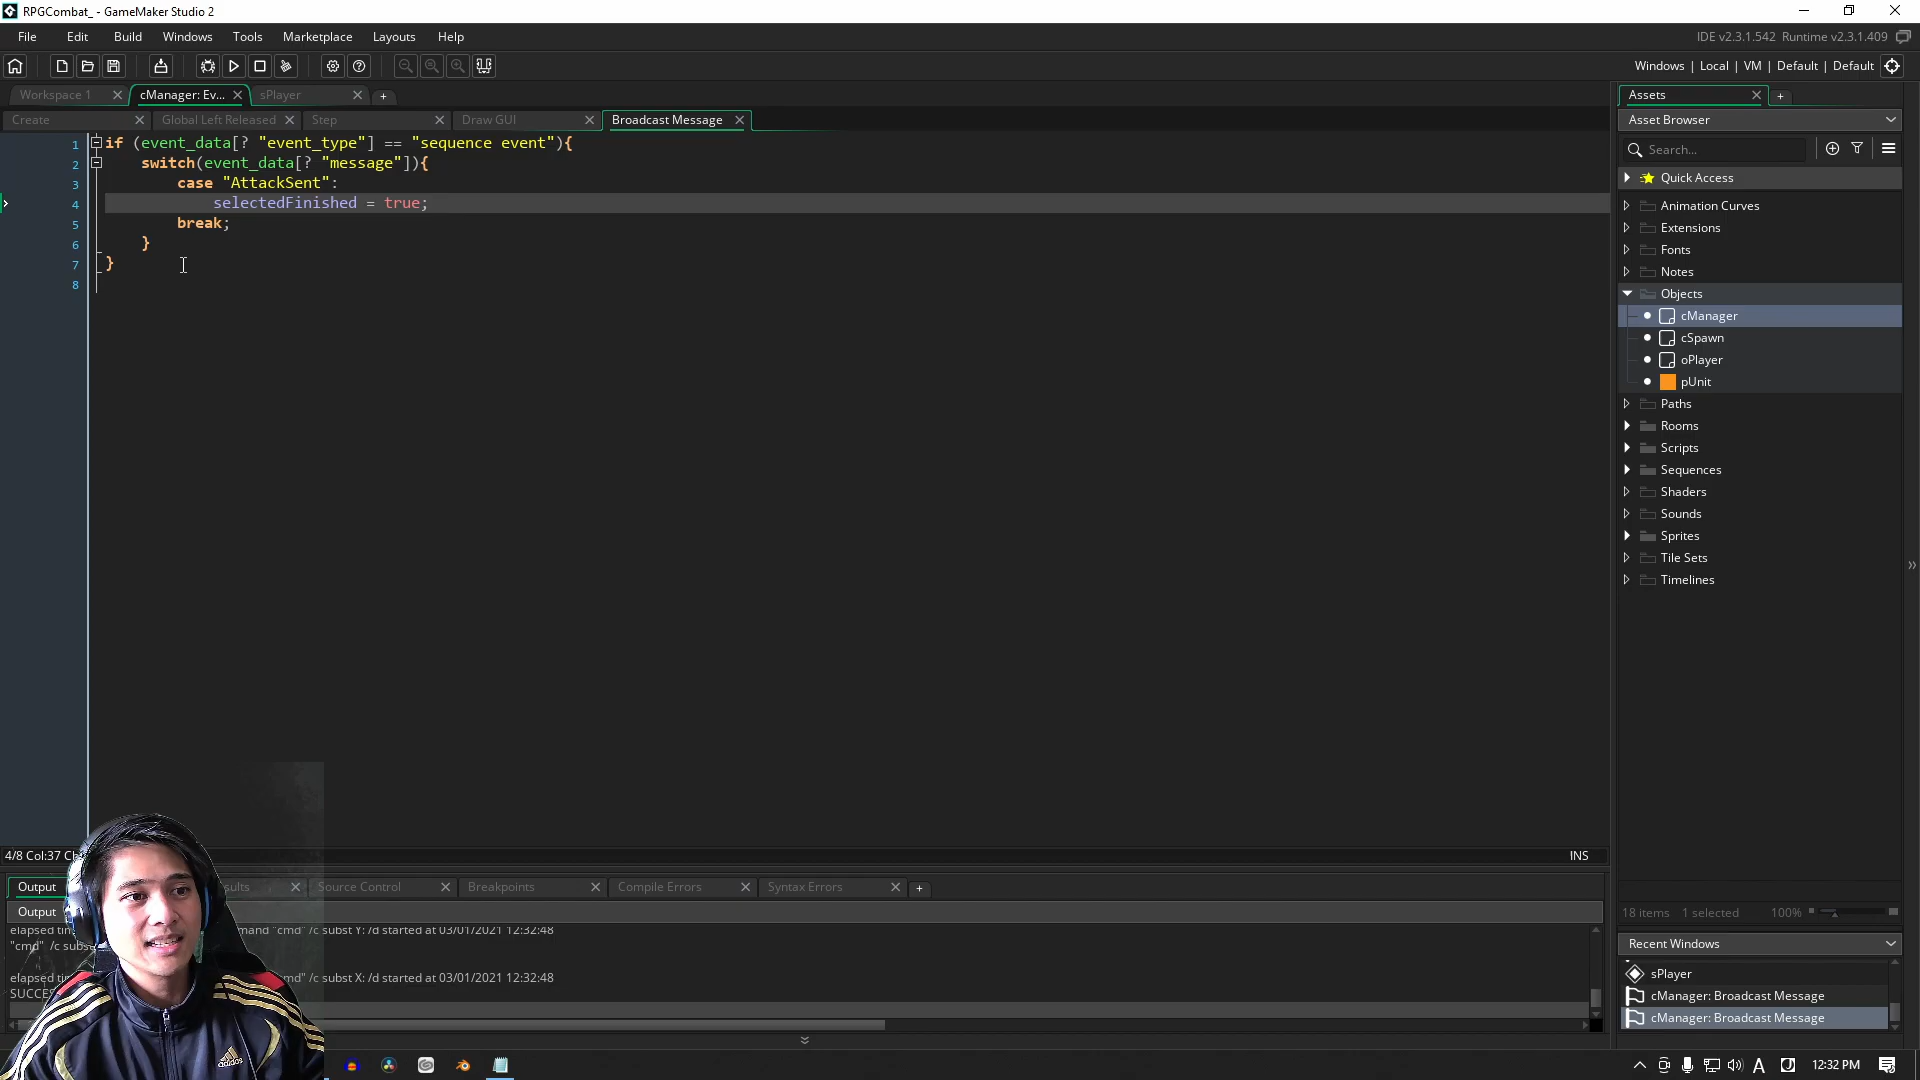 RPGCombat_ - GameMaker Studio 2
File Edit Build Windows Tools Marketplace Layouts Help
IDE v2.3.1.542 Runtime v2.3.1.409
Windows | Local | VM | Default | Default
Workspace 1 cManager: Ev... sPlayer
Create Global Left Released Step Draw GUI Broadcast Message
1 if (event_data[? "event_type"] == "sequence event"){
2 switch(event_data[? "message"]){
3 case "AttackSent":
4 selectedFinished = true;
5 break;
6 }
7 }
8
4/8 Col:37
INS
Output Source Control Breakpoints Compile Errors Syntax Errors
Output
"cmd" /c subst Y: /d started at 03/01/2021 12:32:48
"cmd" /c
/c subst X: /d started at 03/01/2021 12:32:48
Assets
Asset Browser
Search...
Quick Access
Animation Curves
Extensions
Fonts
Notes
Objects
cManager
cSpawn
oPlayer
pUnit
Paths
Rooms
Scripts
Sequences
Shaders
Sounds
Sprites
Tile Sets
Timelines
18 items 1 selected 100%
Recent Windows
sPlayer
cManager: Broadcast Message
cManager: Broadcast Message
A 12:32 PM
adidas